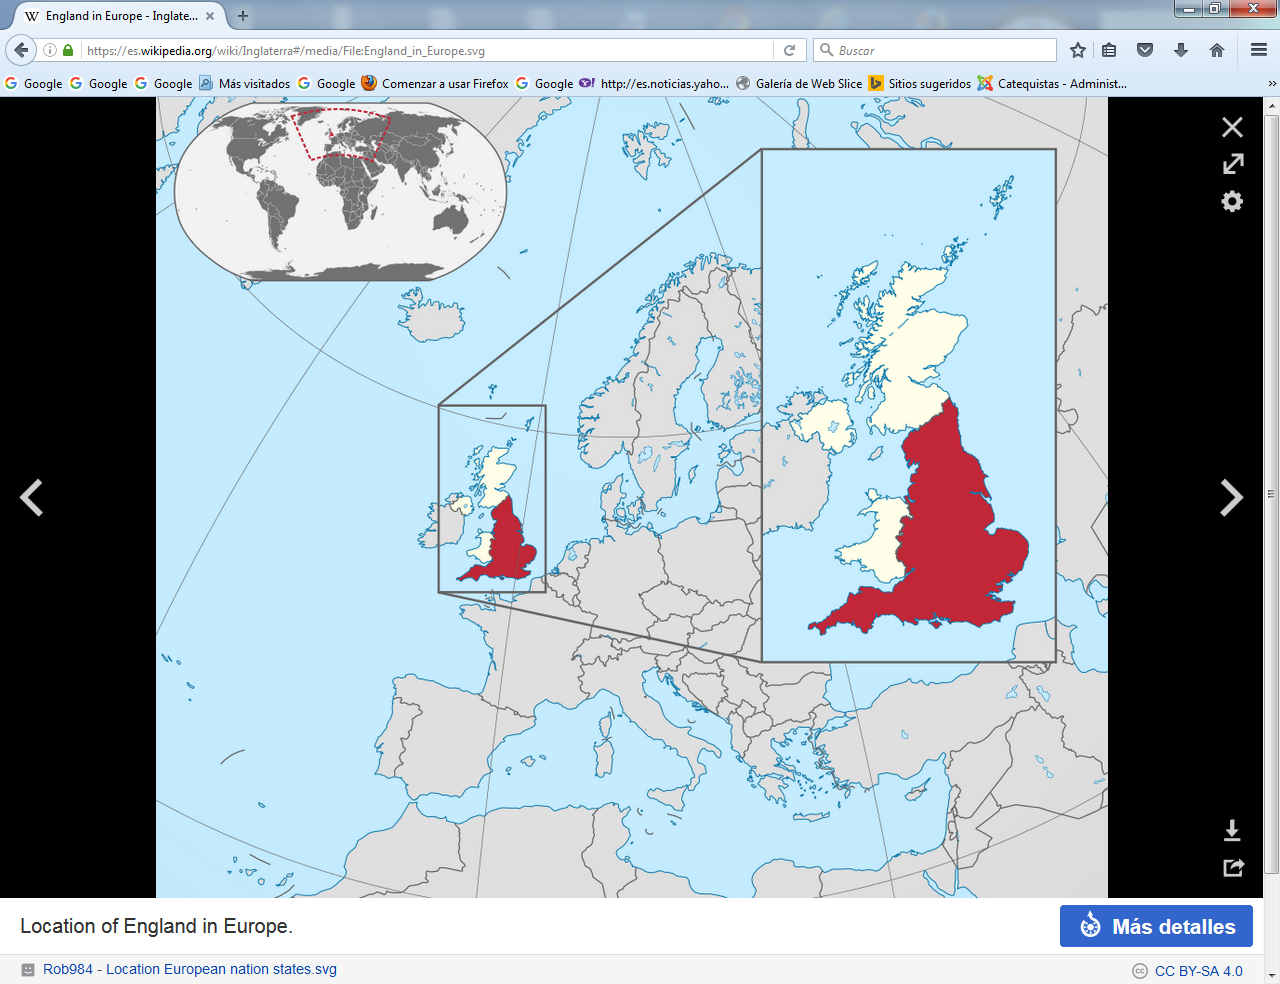 England in Europe - Inglate...
https://es.wikipedia.org/wiki/Inglaterra#/media/File:England_in_Europe.svg
Buscar
Google Google Google Más visitados Google Comenzar a usar Firefox Google http://es.noticias.yaho... Galería de Web Slice Sitios sugeridos Catequistas - Administ...
Location of England in Europe.
Más detalles
Rob984 - Location European nation states.svg
CC BY-SA 4.0